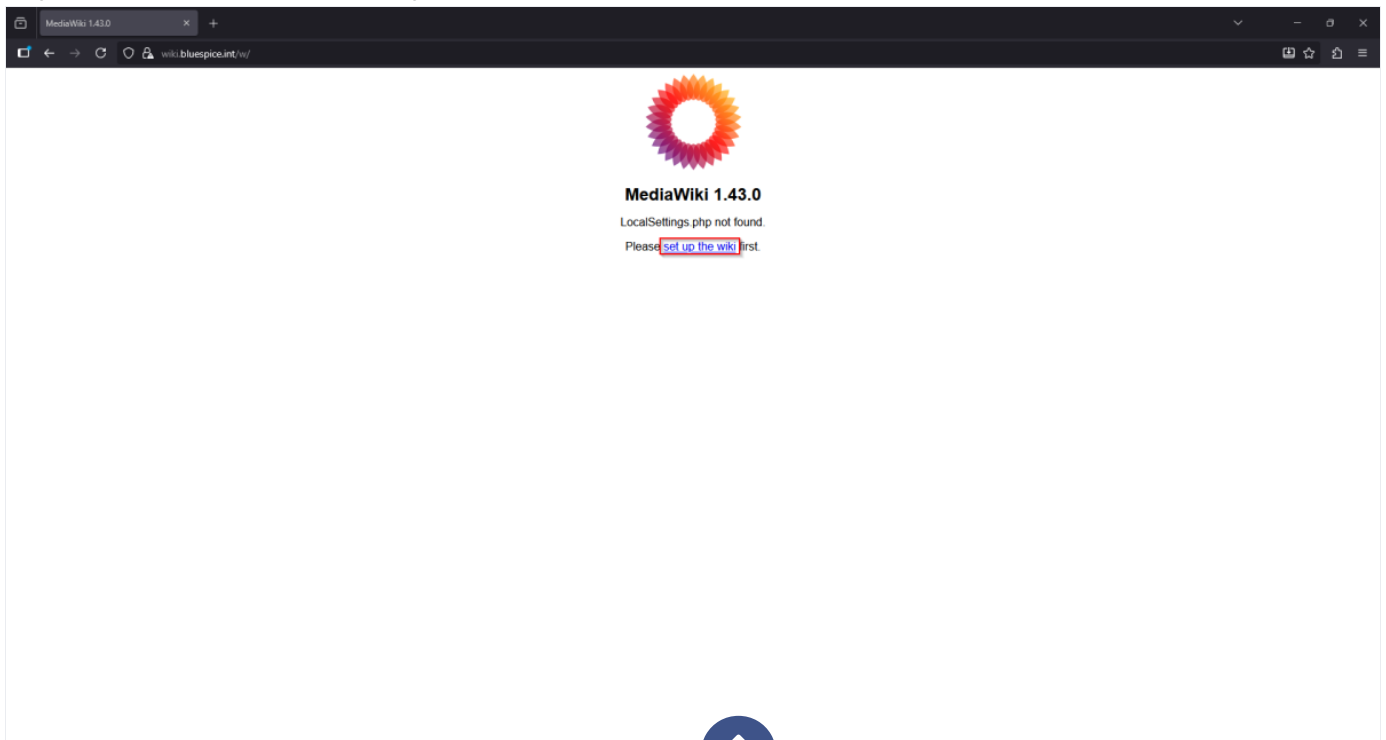 MediaWiki 1.43.0
wiki.bluespice.int/w/
MediaWiki 1.43.0
LocalSettings.php not found.
Please set up the wiki first.